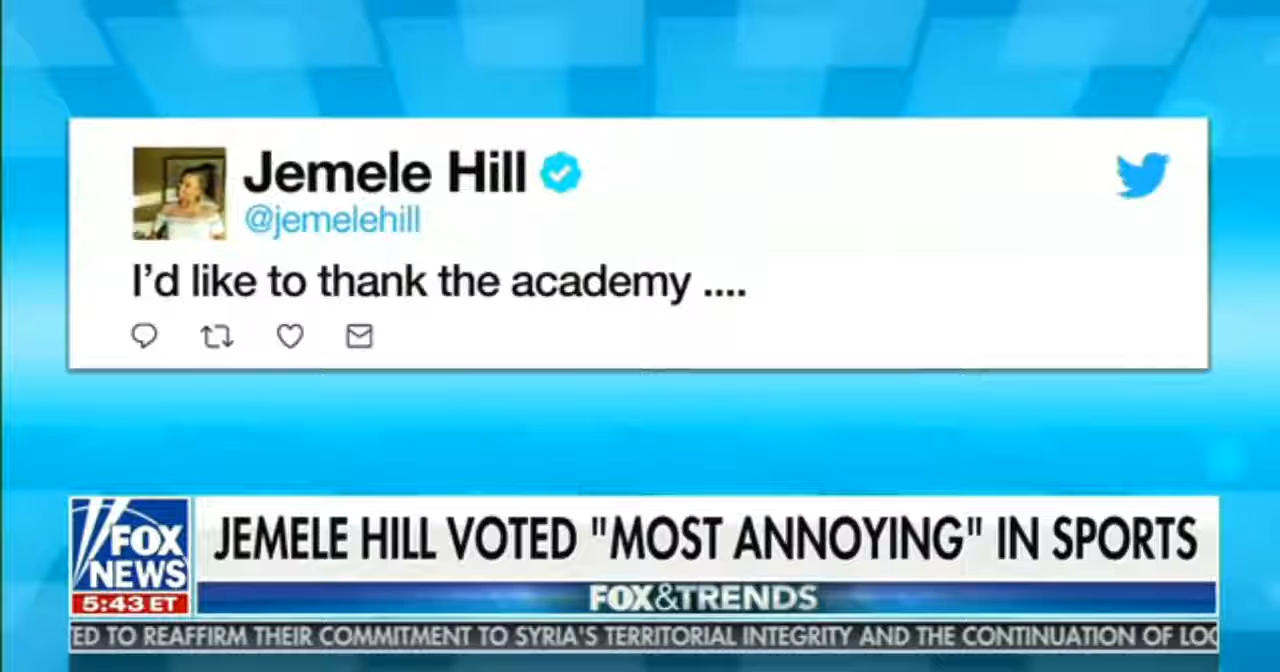 Jemele Hill
@jemelehill
I'd like to thank the academy ....
FOX
NEWS
5:43 ET
JEMELE HILL VOTED "MOST ANNOYING" IN SPORTS
FOX&TRENDS
ED TO REAFFIRM THEIR COMMITMENT TO SYRIA'S TERRITORIAL INTEGRITY AND THE CONTINUATION OF LOC